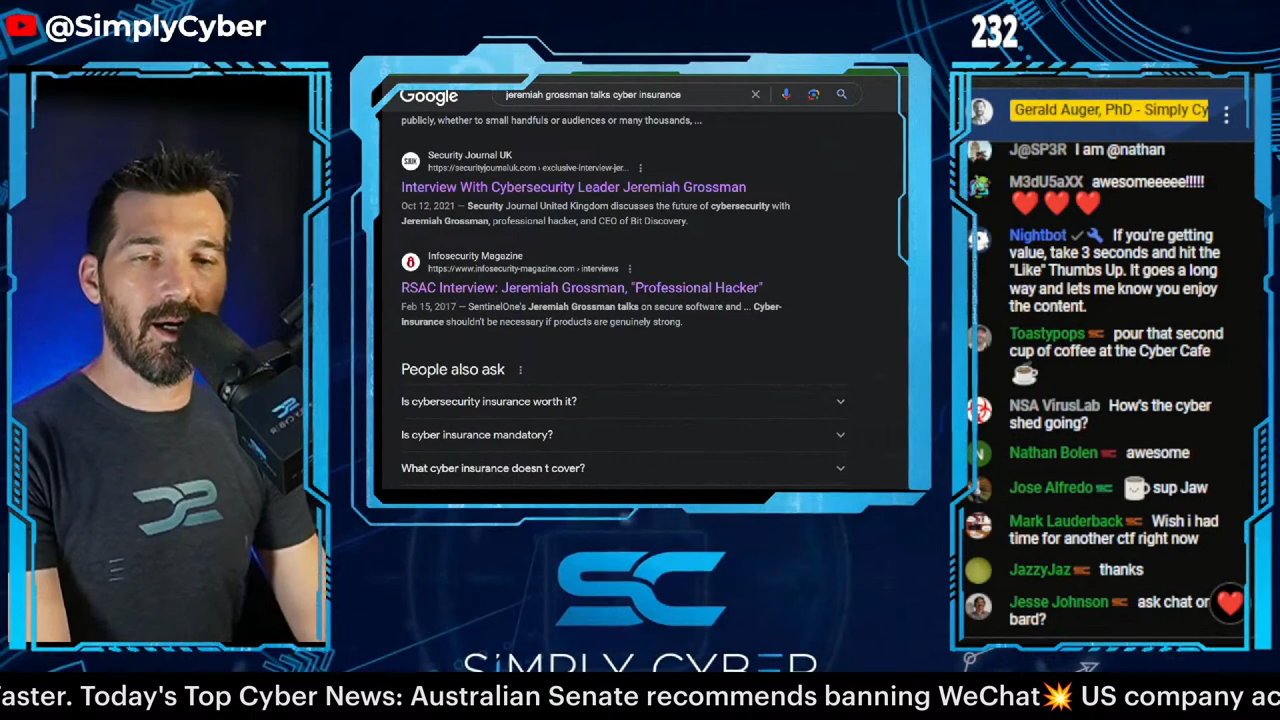 @SimplyCyber
232
Google
jeremiah grossman talks cyber insurance
publicly, whether to small handfuls or audiences or many thousands, ...
Security Journal UK
https://securityjournaluk.com › exclusive-interview-jer...
Interview With Cybersecurity Leader Jeremiah Grossman
Oct 12, 2021 — Security Journal United Kingdom discusses the future of cybersecurity with
Jeremiah Grossman, professional hacker, and CEO of Bit Discovery.
Infosecurity Magazine
https://www.infosecurity-magazine.com › interviews
RSAC Interview: Jeremiah Grossman, "Professional Hacker"
Feb 15, 2017 — SentinelOne's Jeremiah Grossman talks on secure software and ... Cyber-
Insurance shouldn't be necessary if products are genuinely strong.
People also ask
Is cybersecurity insurance worth it?
Is cyber insurance mandatory?
What cyber insurance doesn t cover?
Gerald Auger, PhD - Simply Cy
J@SP3R I am @nathan
M3dU5aXX awesomeeeee!!!!!
❤️❤️❤️
Nightbot If you're getting
value, take 3 seconds and hit the
"Like" Thumbs Up. It goes a long
way and lets me know you enjoy
the content.
Toastypops pour that second
cup of coffee at the Cyber Cafe
☕
NSA VirusLab How's the cyber
shed going?
Nathan Bolen awesome
Jose Alfredo sup Jaw
Mark Lauderback Wish i had
time for another ctf right now
JazzyJaz thanks
Jesse Johnson ask chat or
bard?
SC
SIMPLY CYBER
Faster. Today's Top Cyber News: Australian Senate recommends banning WeChat💥 US company ad